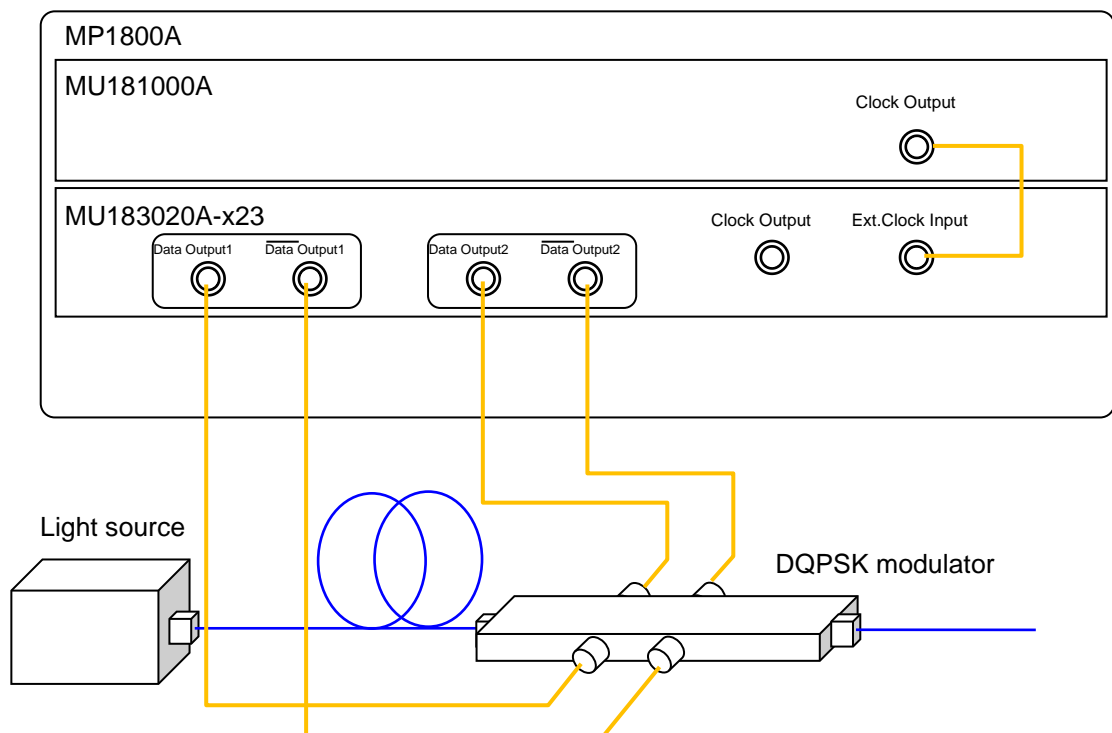 MP1800A
MU181000A
Clock Output
MU183020A-x23
Clock Output
Ext.Clock Input
Data Output1
Data Output1
Data Output2
Data Output2
Light source
DQPSK modulator